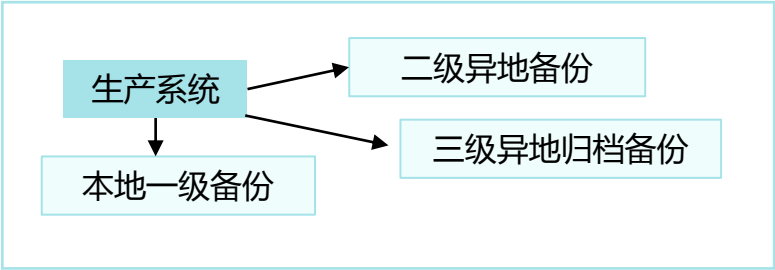 生产系统
二级异地备份
三级异地归档备份
本地一级备份